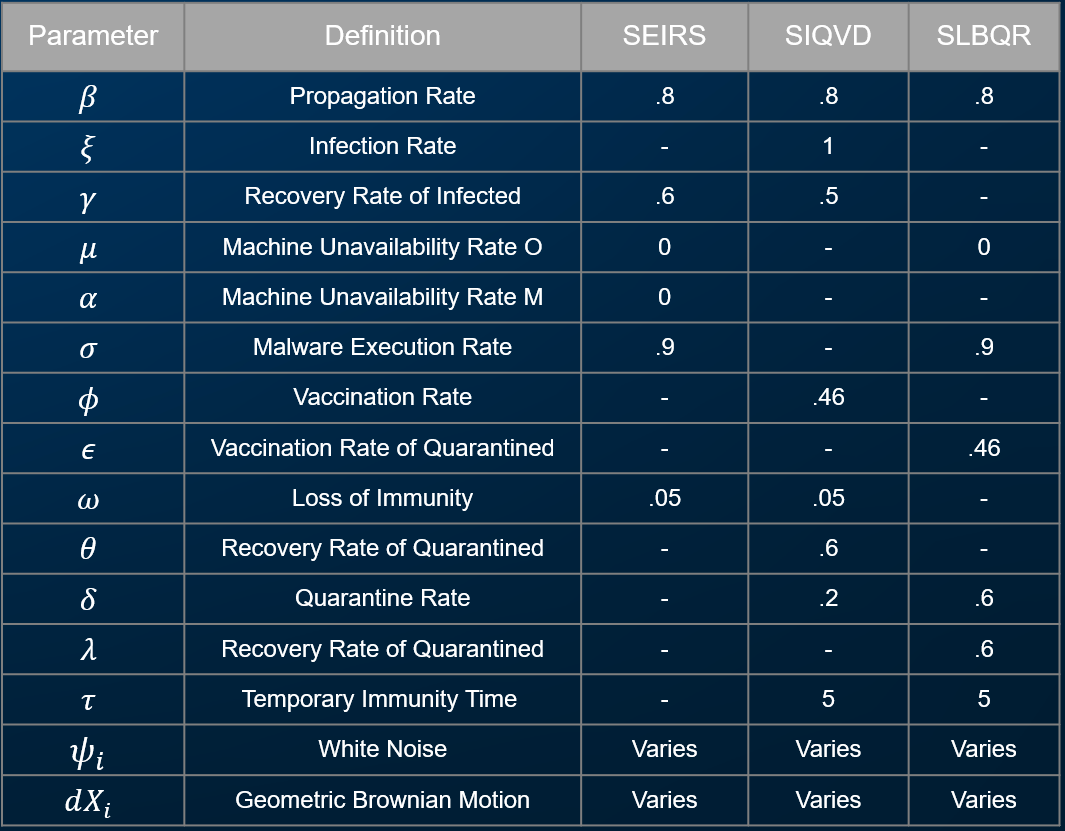 Parameter Definition SEIRS SIQVD SLBQR
β Propagation Rate .8 .8 .8
ξ Infection Rate - 1 -
γ Recovery Rate of Infected .6 .5 -
μ Machine Unavailability Rate O 0 - 0
α Machine Unavailability Rate M 0 - -
σ Malware Execution Rate .9 - .9
ϕ Vaccination Rate - .46 -
ϵ Vaccination Rate of Quarantined - - .46
ω Loss of Immunity .05 .05 -
θ Recovery Rate of Quarantined - .6 -
δ Quarantine Rate - .2 .6
λ Recovery Rate of Quarantined - - .6
τ Temporary Immunity Time - 5 5
ψᵢ White Noise Varies Varies Varies
dXᵢ Geometric Brownian Motion Varies Varies Varies